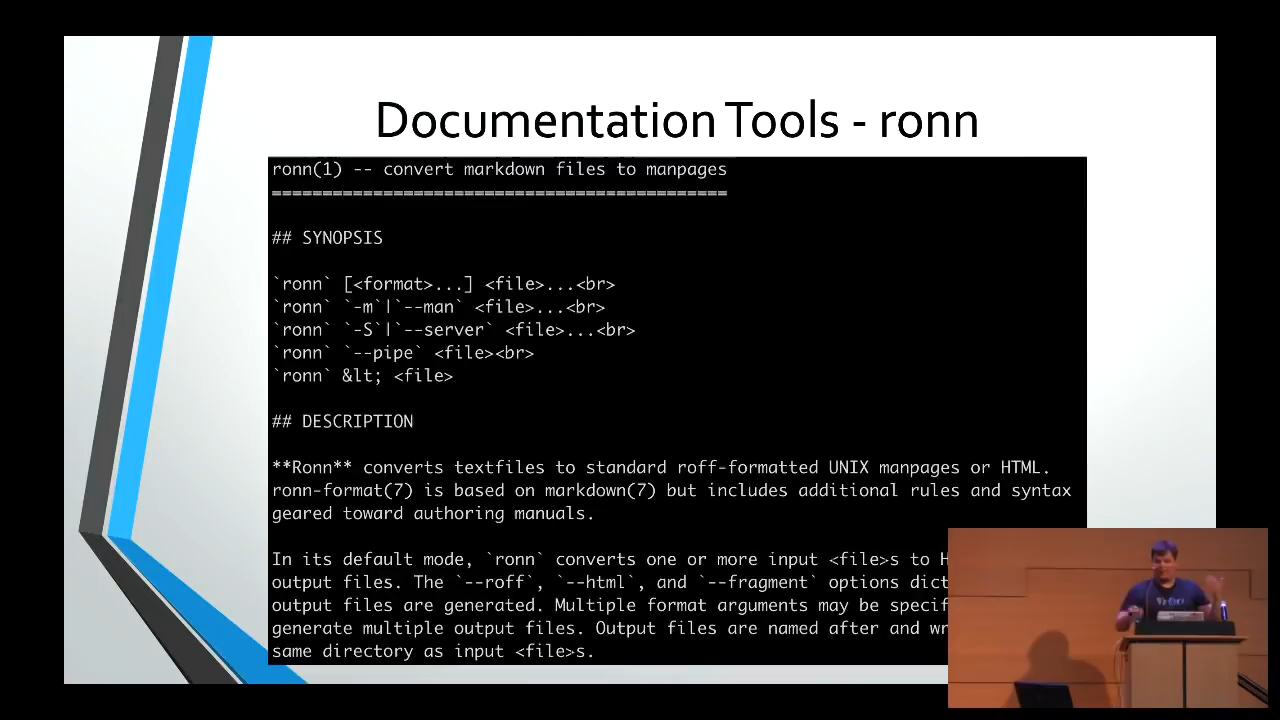 Documentation Tools - ronn
ronn(1) -- convert markdown files to manpages
=============================================
## SYNOPSIS
`ronn` [<format>...] <file>...<br>
`ronn` `-m`|`--man` <file>...<br>
`ronn` `-S`|`--server` <file>...<br>
`ronn` `--pipe` <file><br>
`ronn` &lt; <file>
## DESCRIPTION
**Ronn** converts textfiles to standard roff-formatted UNIX manpages or HTML.
ronn-format(7) is based on markdown(7) but includes additional rules and syntax
geared toward authoring manuals.
In its default mode, `ronn` converts one or more input <file>s to H
output files. The `--roff`, `--html`, and `--fragment` options dict
output files are generated. Multiple format arguments may be specif
generate multiple output files. Output files are named after and wr
same directory as input <file>s.